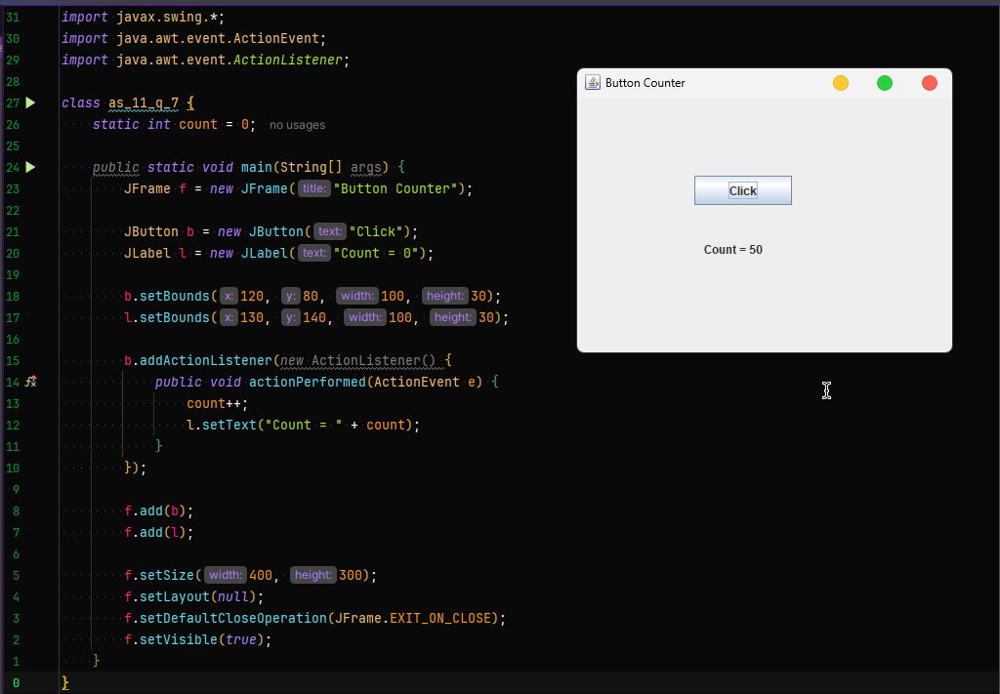 31 import javax.swing.*;
30 import java.awt.event.ActionEvent;
29 import java.awt.event.ActionListener;
28
27 class as_11_q_7 {
26 static int count = 0; no usages
25
24 public static void main(String[] args) {
23 JFrame f = new JFrame( title: "Button Counter");
22
21 JButton b = new JButton( text: "Click");
20 JLabel l = new JLabel( text: "Count = 0");
19
18 b.setBounds( x: 120, y: 80, width: 100, height: 30);
17 l.setBounds( x: 130, y: 140, width: 100, height: 30);
16
15 b.addActionListener(new ActionListener() {
14 public void actionPerformed(ActionEvent e) {
13 count++;
12 l.setText("Count = " + count);
11 }
10 });
9
8 f.add(b);
7 f.add(l);
6
5 f.setSize( width: 400, height: 300);
4 f.setLayout(null);
3 f.setDefaultCloseOperation(JFrame.EXIT_ON_CLOSE);
2 f.setVisible(true);
1 }
0 }
Button Counter
Click
Count = 50